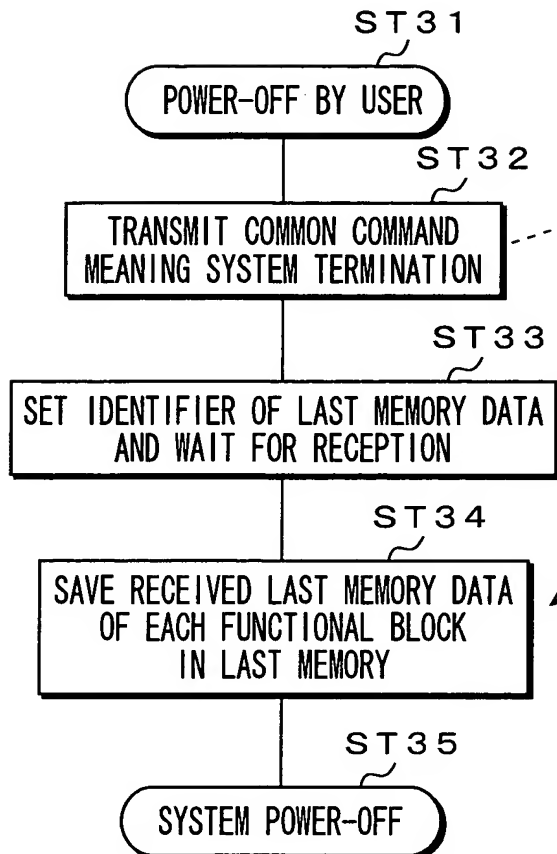 ST31
POWER-OFF BY USER
ST32
TRANSMIT COMMON COMMAND
MEANING SYSTEM TERMINATION
ST33
SET IDENTIFIER OF LAST MEMORY DATA
AND WAIT FOR RECEPTION
ST34
SAVE RECEIVED LAST MEMORY DATA
OF EACH FUNCTIONAL BLOCK
IN LAST MEMORY
ST35
SYSTEM POWER-OFF